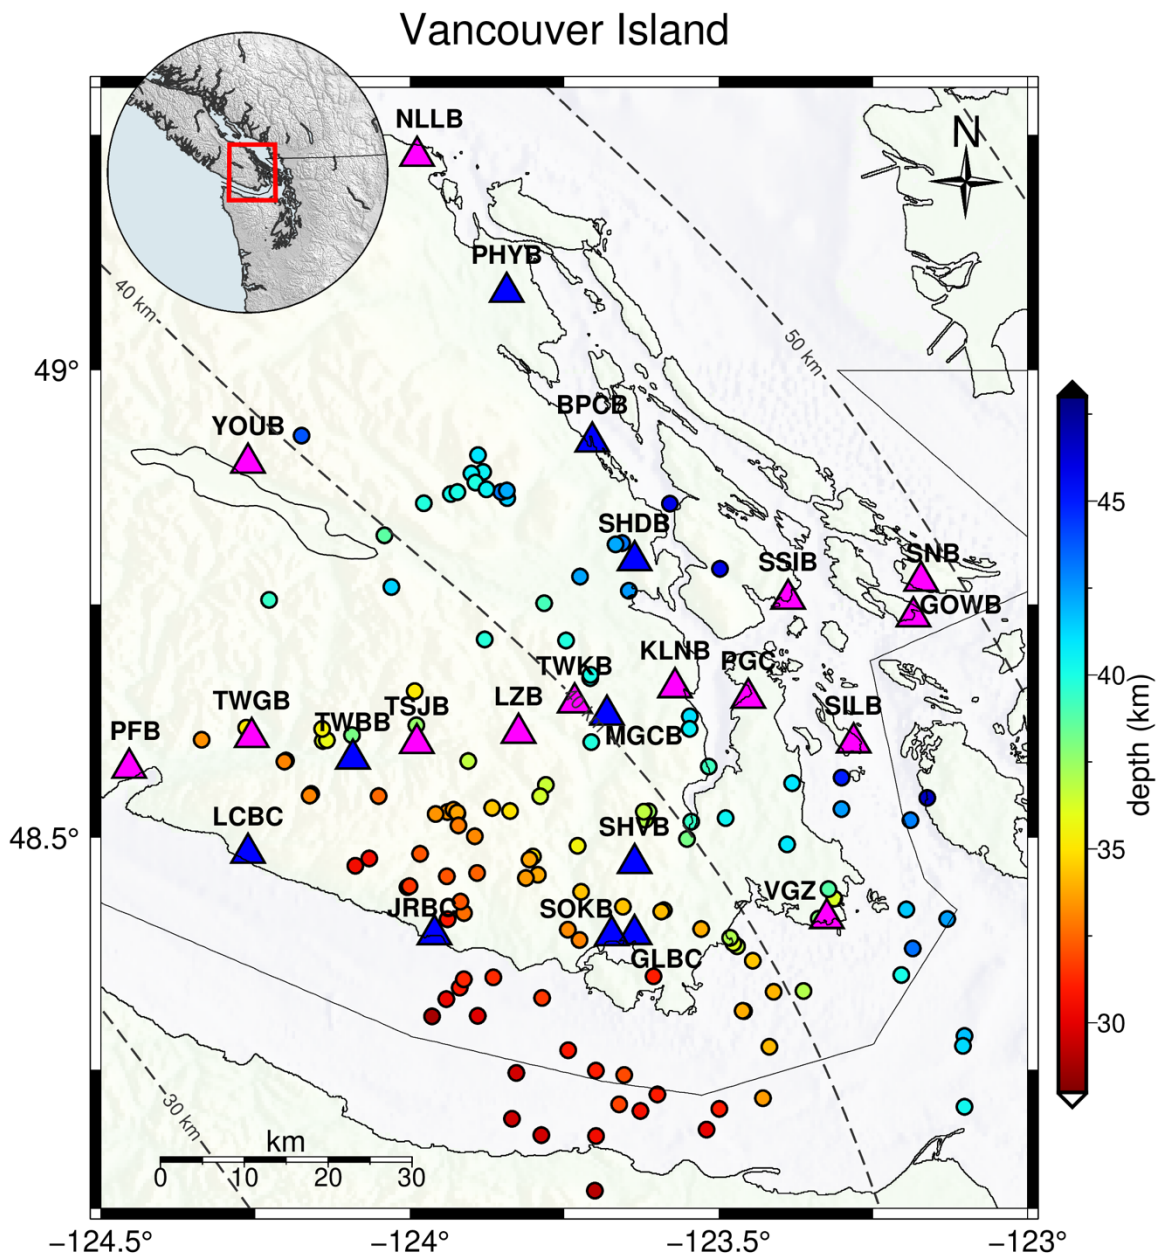 Vancouver Island
N
NLLB
PHYB
40 km
50 km
49°
BPCB
YOUB
SHDB
SSIB
SNB
GOWB
KLNB
PGC
TWKB
LZB
TSJB
TWGB
TWBB
MGCB
SILB
PFB
LCBC
48.5°
SHVB
VGZ
JRBC
SOKB
GLBC
30 km
km
0 10 20 30
−124.5° −124° −123.5° −123°
45
40
35
30
depth (km)